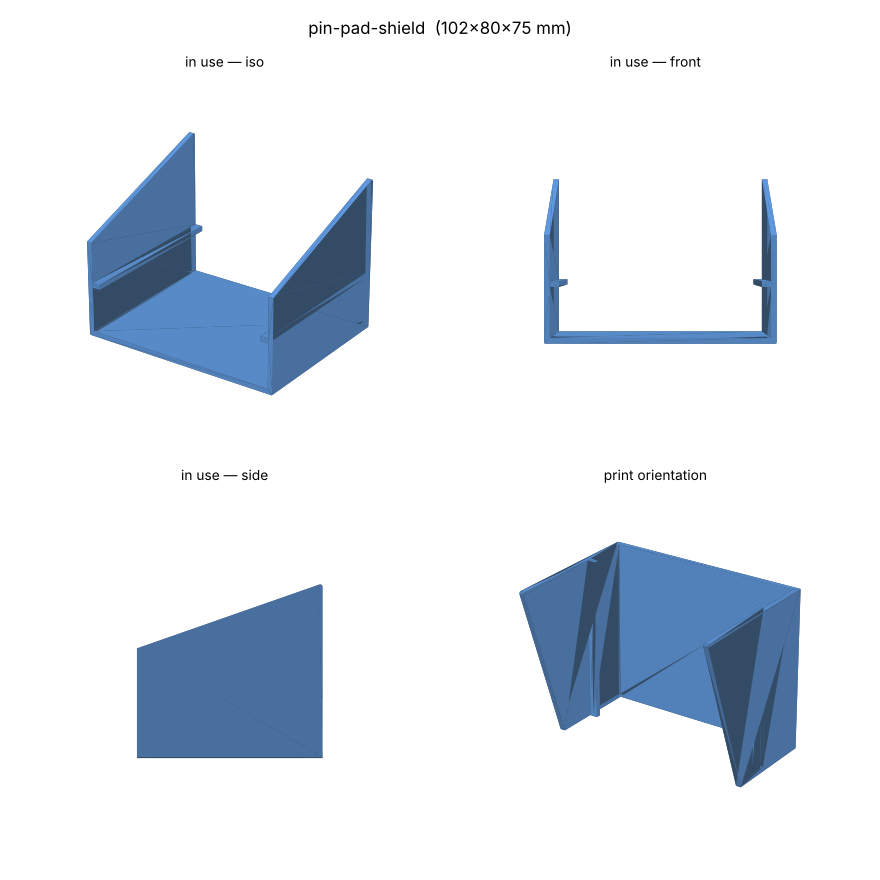 pin-pad-shield  (102×80×75 mm)
in use — iso
in use — front
in use — side
print orientation